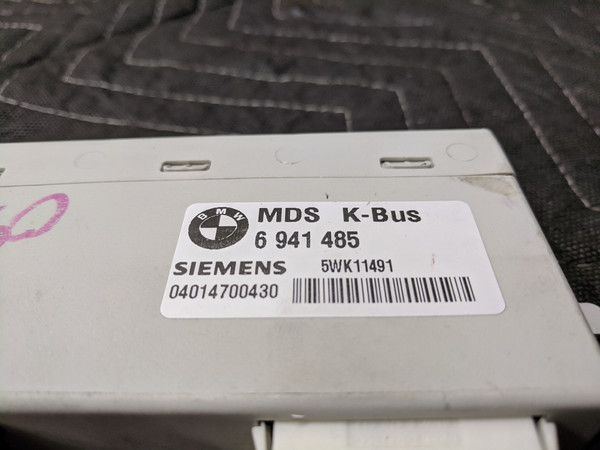 BMW
MDS K-Bus
6 941 485
SIEMENS 5WK11491
04014700430